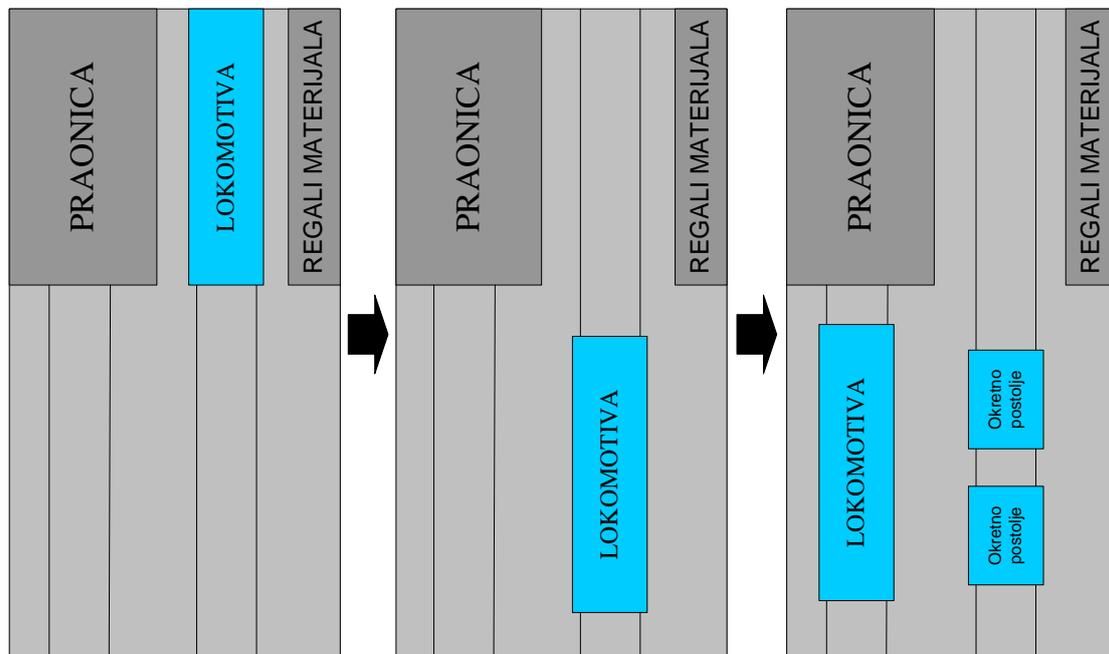 PRAONICA
LOKOMOTIVA
REGALI MATERIJALA
PRAONICA
LOKOMOTIVA
REGALI MATERIJALA
PRAONICA
LOKOMOTIVA
Okretno
postolje
Okretno
postolje
REGALI MATERIJALA